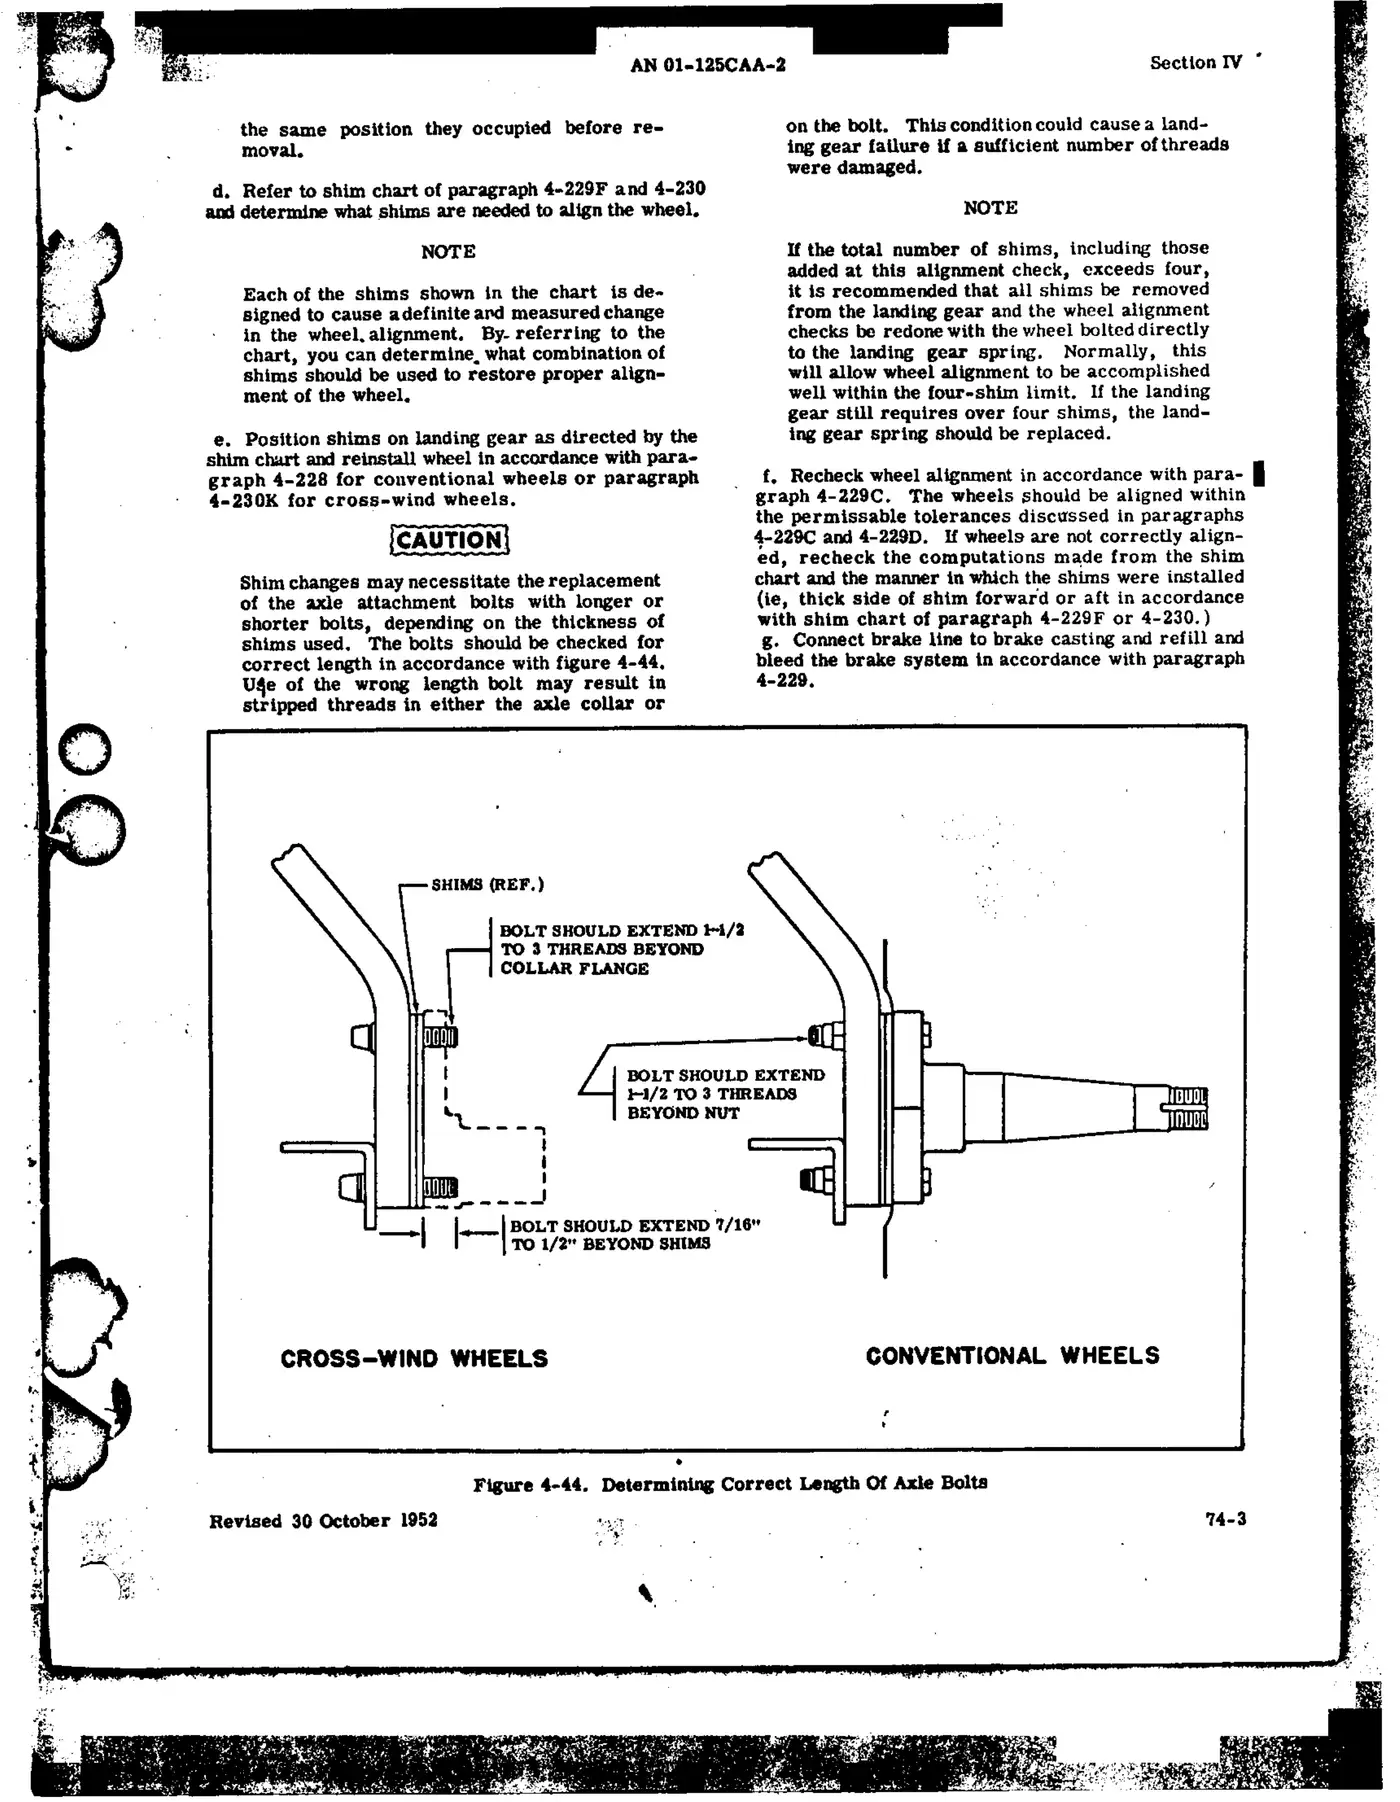 AN 01-125CAA-2
Section IV
the same position they occupied before re-
moval.
d. Refer to shim chart of paragraph 4-229F and 4-230
and determine what shims are needed to align the wheel.
NOTE
Each of the shims shown in the chart is de-
signed to cause a definite and measured change
in the wheel. alignment. By- referring to the
chart, you can determine what combination of
shims should be used to restore proper align-
ment of the wheel.
e. Position shims on landing gear as directed by the
shim chart and reinstall wheel in accordance with para-
graph 4-228 for conventional wheels or paragraph
4-230K for cross-wind wheels.
CAUTION
Shim changes may necessitate the replacement
of the axle attachment bolts with longer or
shorter bolts, depending on the thickness of
shims used. The bolts should be checked for
correct length in accordance with figure 4-44.
Use of the wrong length bolt may result in
stripped threads in either the axle collar or
on the bolt. This condition could cause a land-
ing gear failure if a sufficient number of threads
were damaged.
NOTE
If the total number of shims, including those
added at this alignment check, exceeds four,
it is recommended that all shims be removed
from the landing gear and the wheel alignment
checks be redone with the wheel bolted directly
to the landing gear spring. Normally, this
will allow wheel alignment to be accomplished
well within the four-shim limit. If the landing
gear still requires over four shims, the land-
ing gear spring should be replaced.
f. Recheck wheel alignment in accordance with para-
graph 4-229C. The wheels should be aligned within
the permissable tolerances discussed in paragraphs
4-229C and 4-229D. If wheels are not correctly align-
ed, recheck the computations made from the shim
chart and the manner in which the shims were installed
(ie, thick side of shim forward or aft in accordance
with shim chart of paragraph 4-229F or 4-230.)
g. Connect brake line to brake casting and refill and
bleed the brake system in accordance with paragraph
4-229.
SHIMS (REF.)
BOLT SHOULD EXTEND 1-1/2
TO 3 THREADS BEYOND
COLLAR FLANGE
BOLT SHOULD EXTEND
1-1/2 TO 3 THREADS
BEYOND NUT
BOLT SHOULD EXTEND 7/16"
TO 1/2" BEYOND SHIMS
CROSS-WIND WHEELS
CONVENTIONAL WHEELS
Figure 4-44. Determining Correct Length Of Axle Bolts
Revised 30 October 1952
74-3